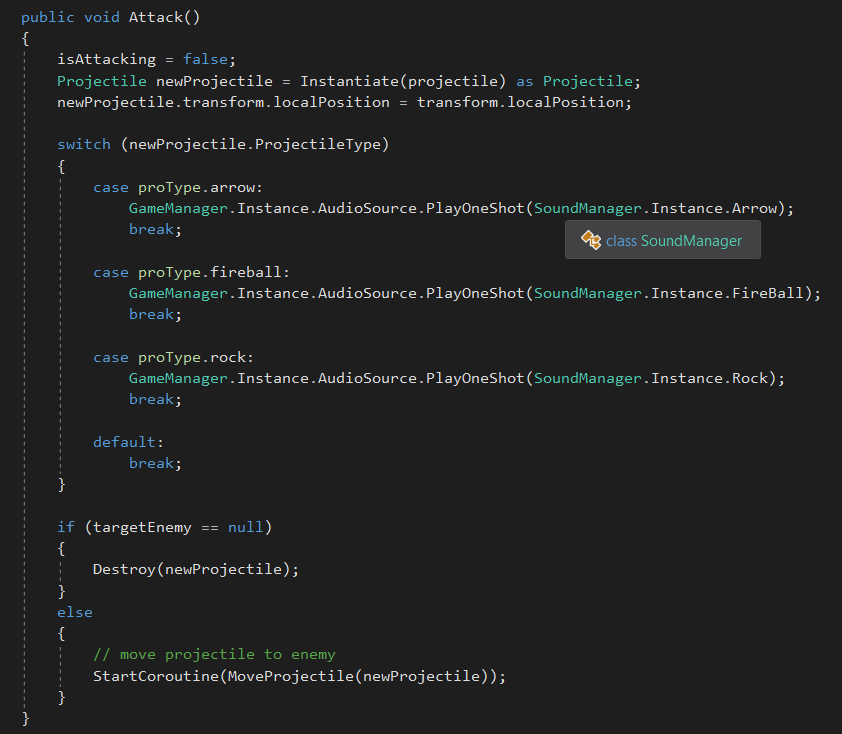 public void Attack()
{
isAttacking = false;
Projectile newProjectile = Instantiate(projectile) as Projectile;
newProjectile.transform.localPosition = transform.localPosition;
switch (newProjectile.ProjectileType)
{
case proType.arrow:
GameManager.Instance.AudioSource.PlayOneShot(SoundManager.Instance.Arrow);
break;
class SoundManager
case proType.fireball:
GameManager.Instance.AudioSource.PlayOneShot(SoundManager.Instance.FireBall);
break;
case proType.rock:
GameManager.Instance.AudioSource.PlayOneShot(SoundManager.Instance.Rock);
break;
default:
break;
}
if (targetEnemy == null)
{
Destroy(newProjectile);
}
else
{
// move projectile to enemy
StartCoroutine(MoveProjectile(newProjectile));
}
}